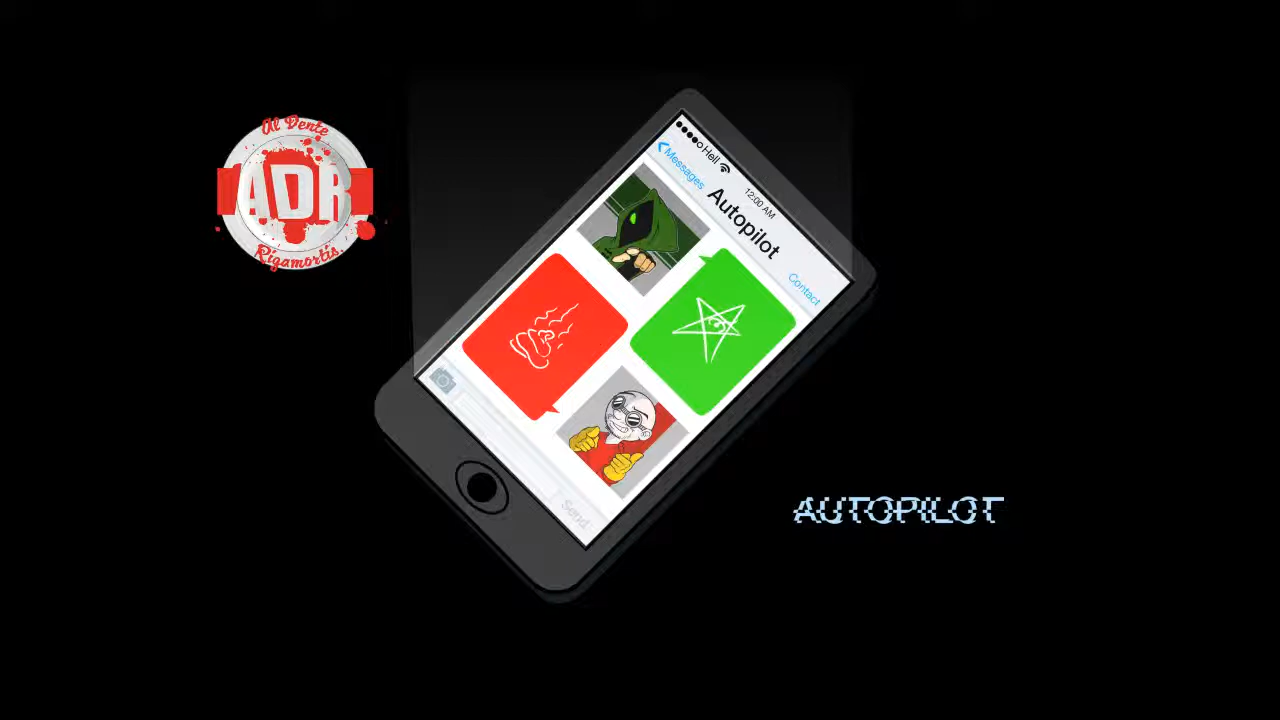 Al Dente
ADR
Rigamortis
Hell
12:00 AM
Messages
Autopilot
Contact
Send
AUTOPILOT